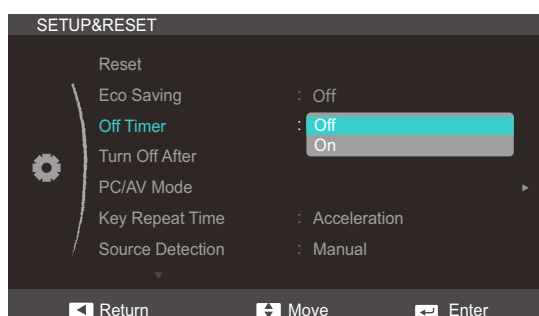 SETUP&RESET
Reset
Eco Saving : Off
Off Timer : Off
On
Turn Off After
PC/AV Mode
Key Repeat Time : Acceleration
Source Detection : Manual
Return Move Enter